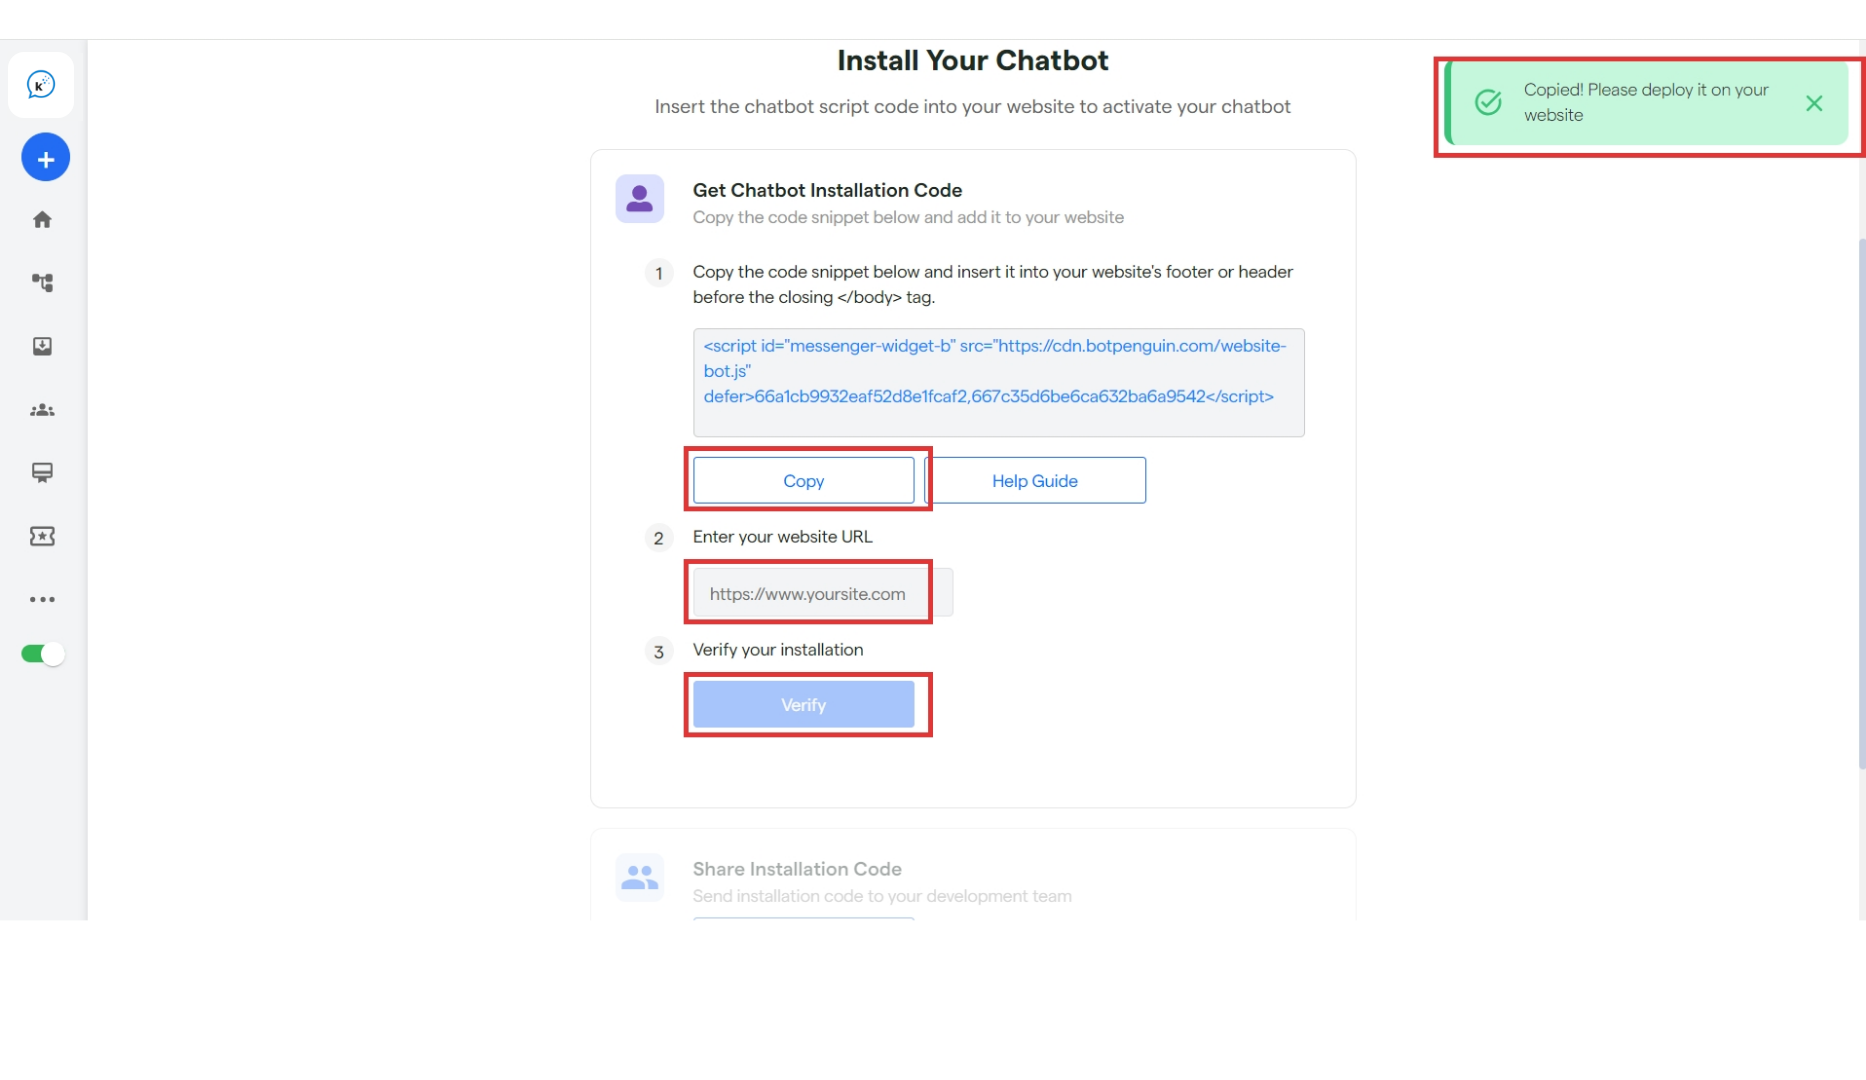 Install Your Chatbot
Insert the chatbot script code into your website to activate your chatbot
Copied! Please deploy it on your
website
K
Get Chatbot Installation Code
Copy the code snippet below and add it to your website
1
Copy the code snippet below and insert it into your website's footer or header
before the closing </body> tag.
<script id="messenger-widget-b" src="https://cdn.botpenguin.com/website-
bot.js"
defer>66a1cb9932eaf52d8e1fcaf2,667c35d6be6ca632ba6a9542</script>
Copy
Help Guide
2
Enter your website URL
https://www.yoursite.com
3
Verify your installation
Verify
Share Installation Code
Send installation code to your development team